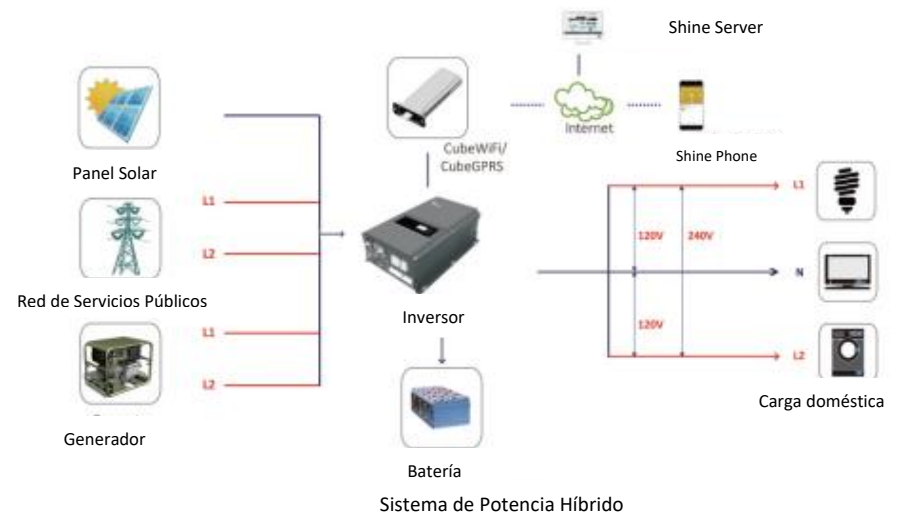 Shine Server
Internet
Shine Phone
CubeWiFi/
CubeGPRS
Panel Solar
L1
L2
Red de Servicios Públicos
L1
L2
Generador
Inversor
Batería
L1
120V
240V
N
120V
L2
Carga doméstica
Sistema de Potencia Híbrido